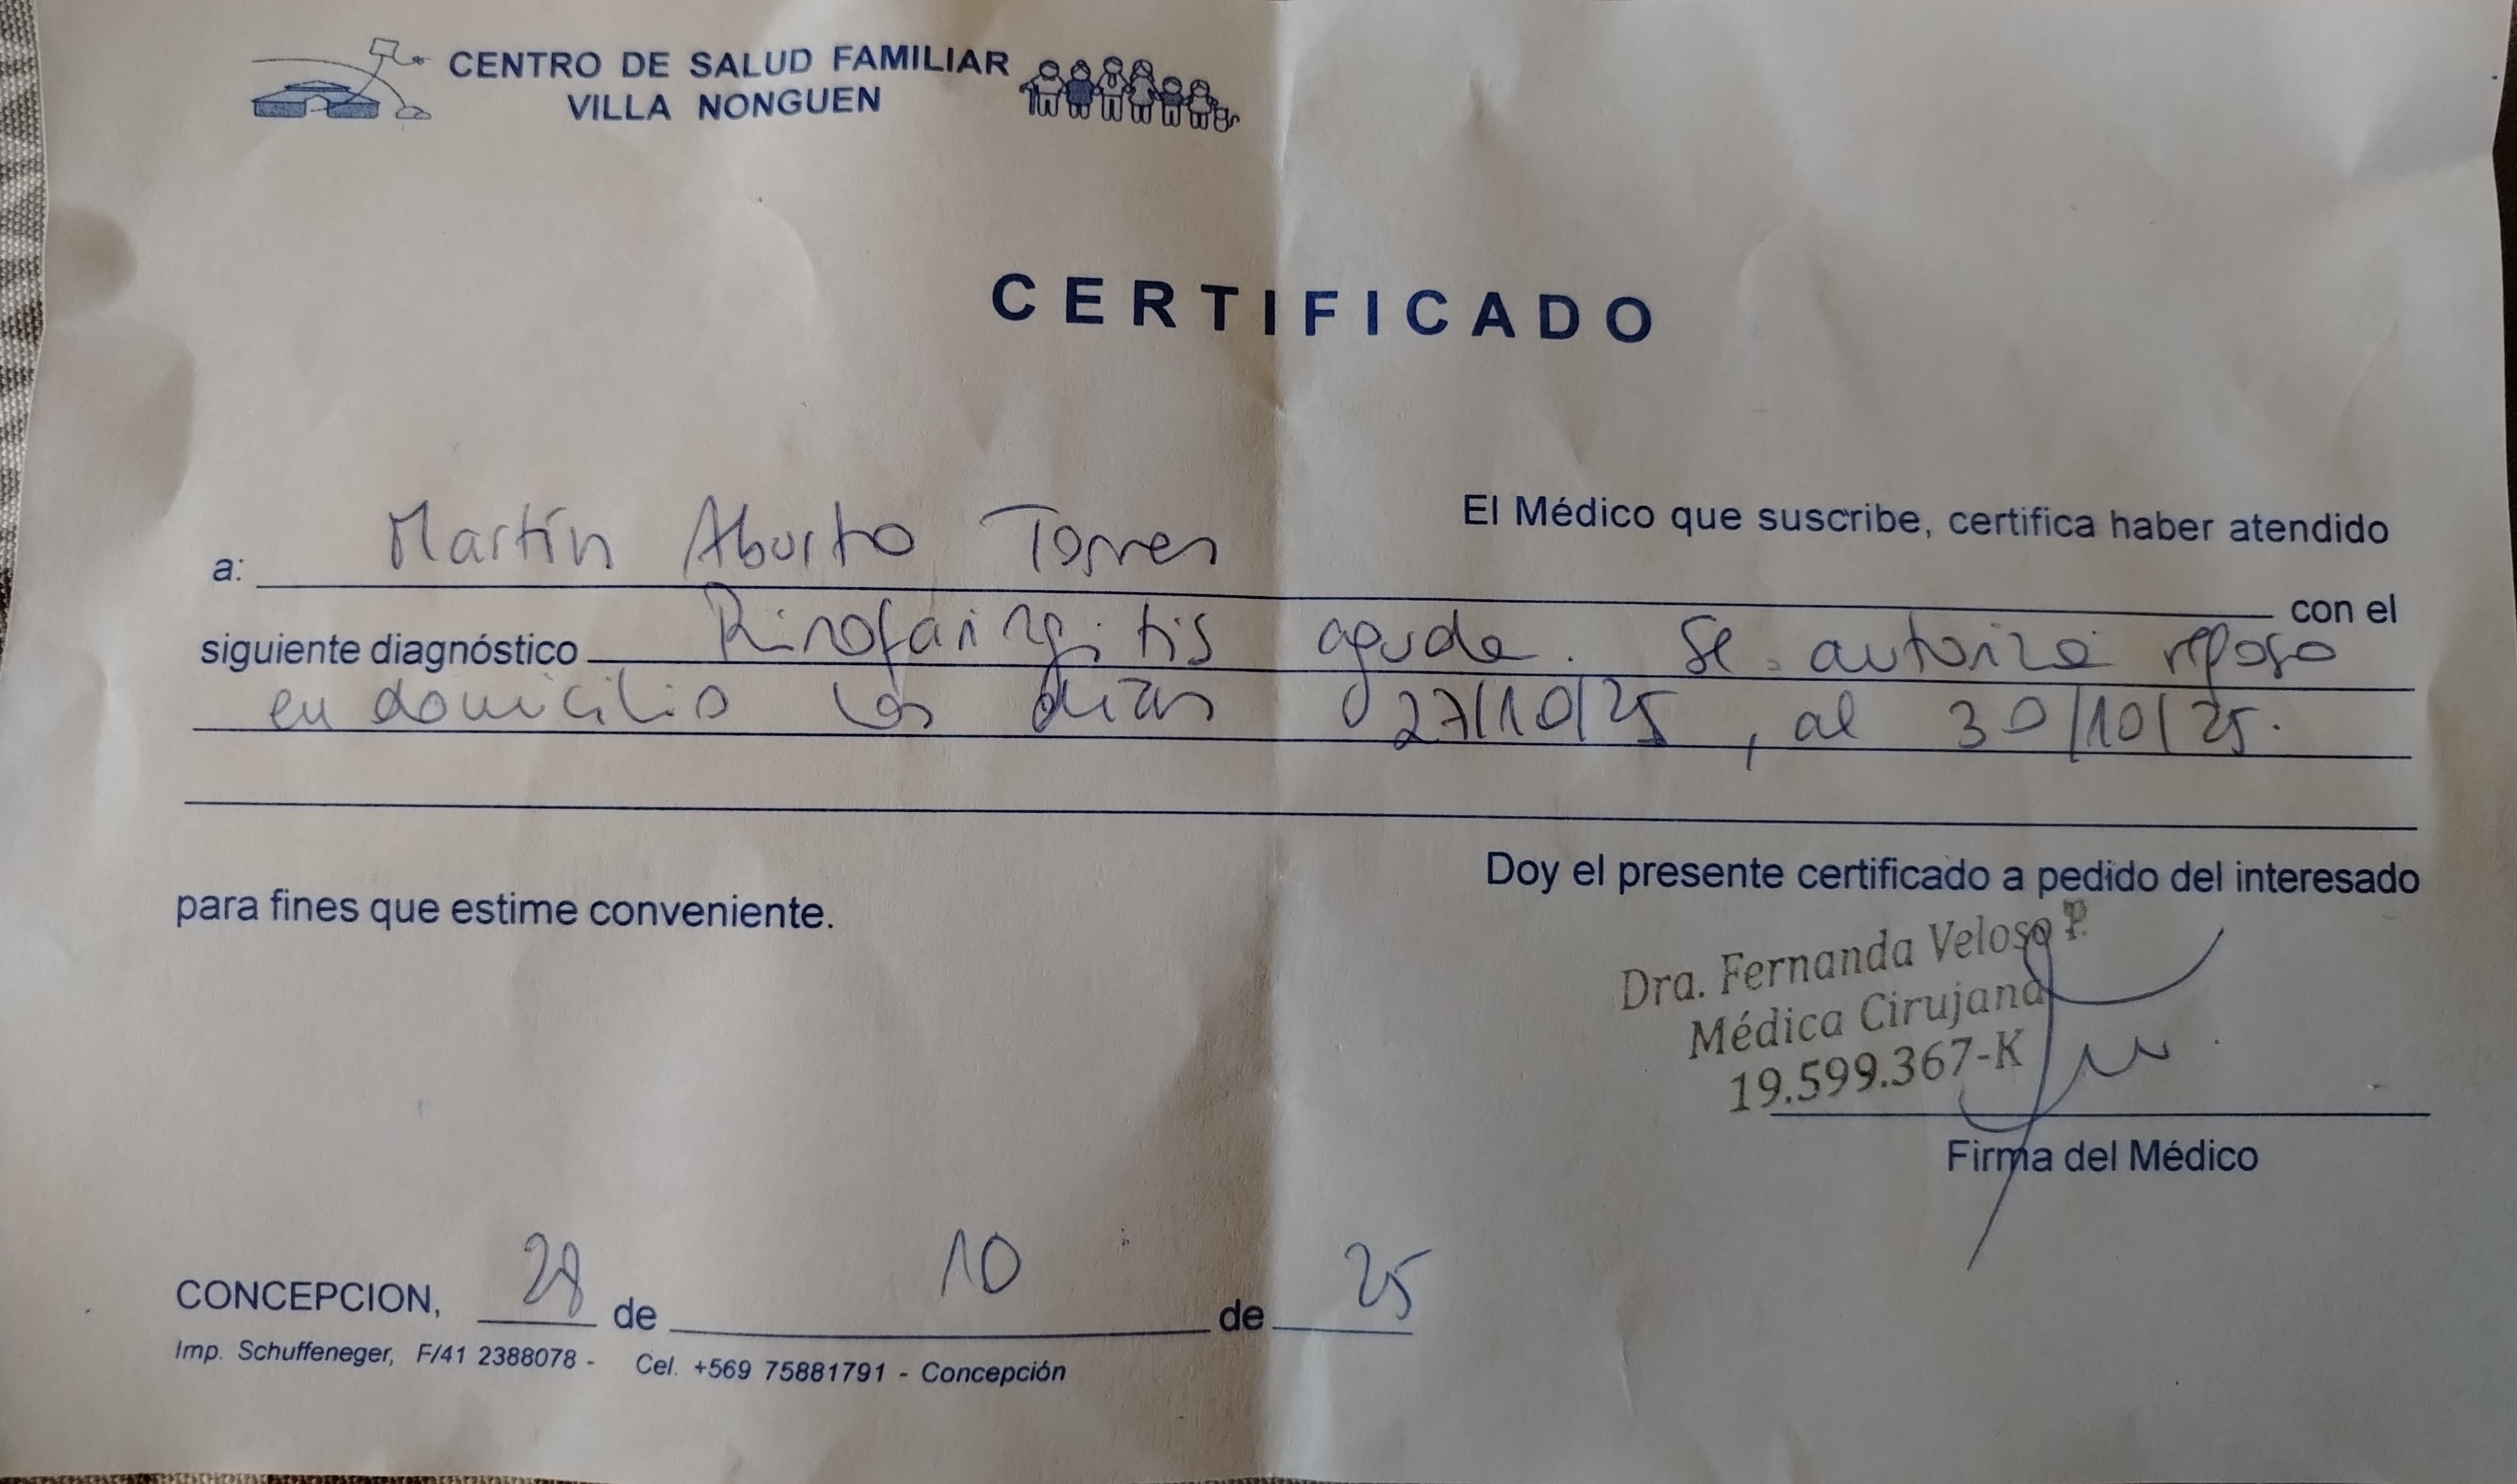 CENTRO DE SALUD FAMILIAR
VILLA NONGUEN
CERTIFICADO
El Médico que suscribe, certifica haber atendido
a: Martín Aburto Torres con el
siguiente diagnóstico Rinofaringitis aguda. Se autoriza reposo
en domicilio los días 27/10/25, al 30/10/25.
Doy el presente certificado a pedido del interesado
para fines que estime conveniente.
Dra. Fernanda Veloso P.
Médica Cirujana
19.599.367-K
Firma del Médico
CONCEPCION, 28 de 10 de 25
Imp. Schuffeneger, F/41 2388078 - Cel. +569 75881791 - Concepción